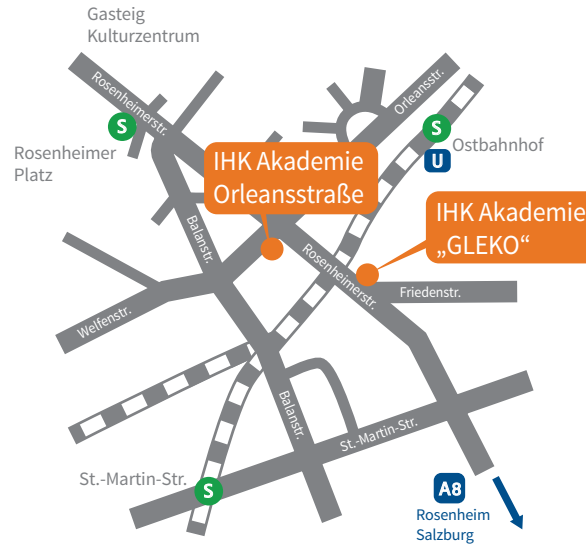 Gasteig
Kulturzentrum
Rosenheimerstr.
Orleansstr.
S
S
Ostbahnhof
U
Rosenheimer
Platz
IHK Akademie
Orleansstraße
IHK Akademie
„GLEKO“
Balanstr.
Rosenheimerstr.
Friedenstr.
Welfenstr.
Balanstr.
St.-Martin-Str.
St.-Martin-Str.
S
A8
Rosenheim
Salzburg